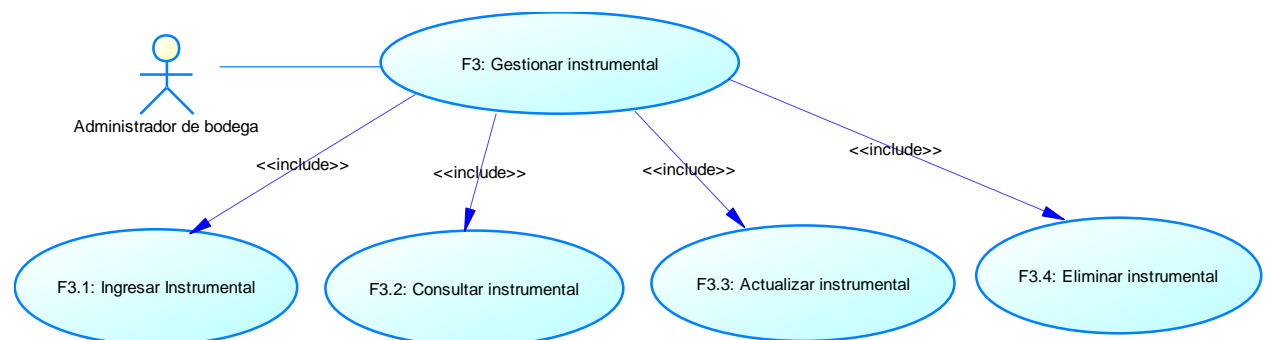 F3: Gestionar instrumental
Administrador de bodega
<<include>>
<<include>>
<<include>>
<<include>>
F3.1: Ingresar Instrumental
F3.2: Consultar instrumental
F3.3: Actualizar instrumental
F3.4: Eliminar instrumental